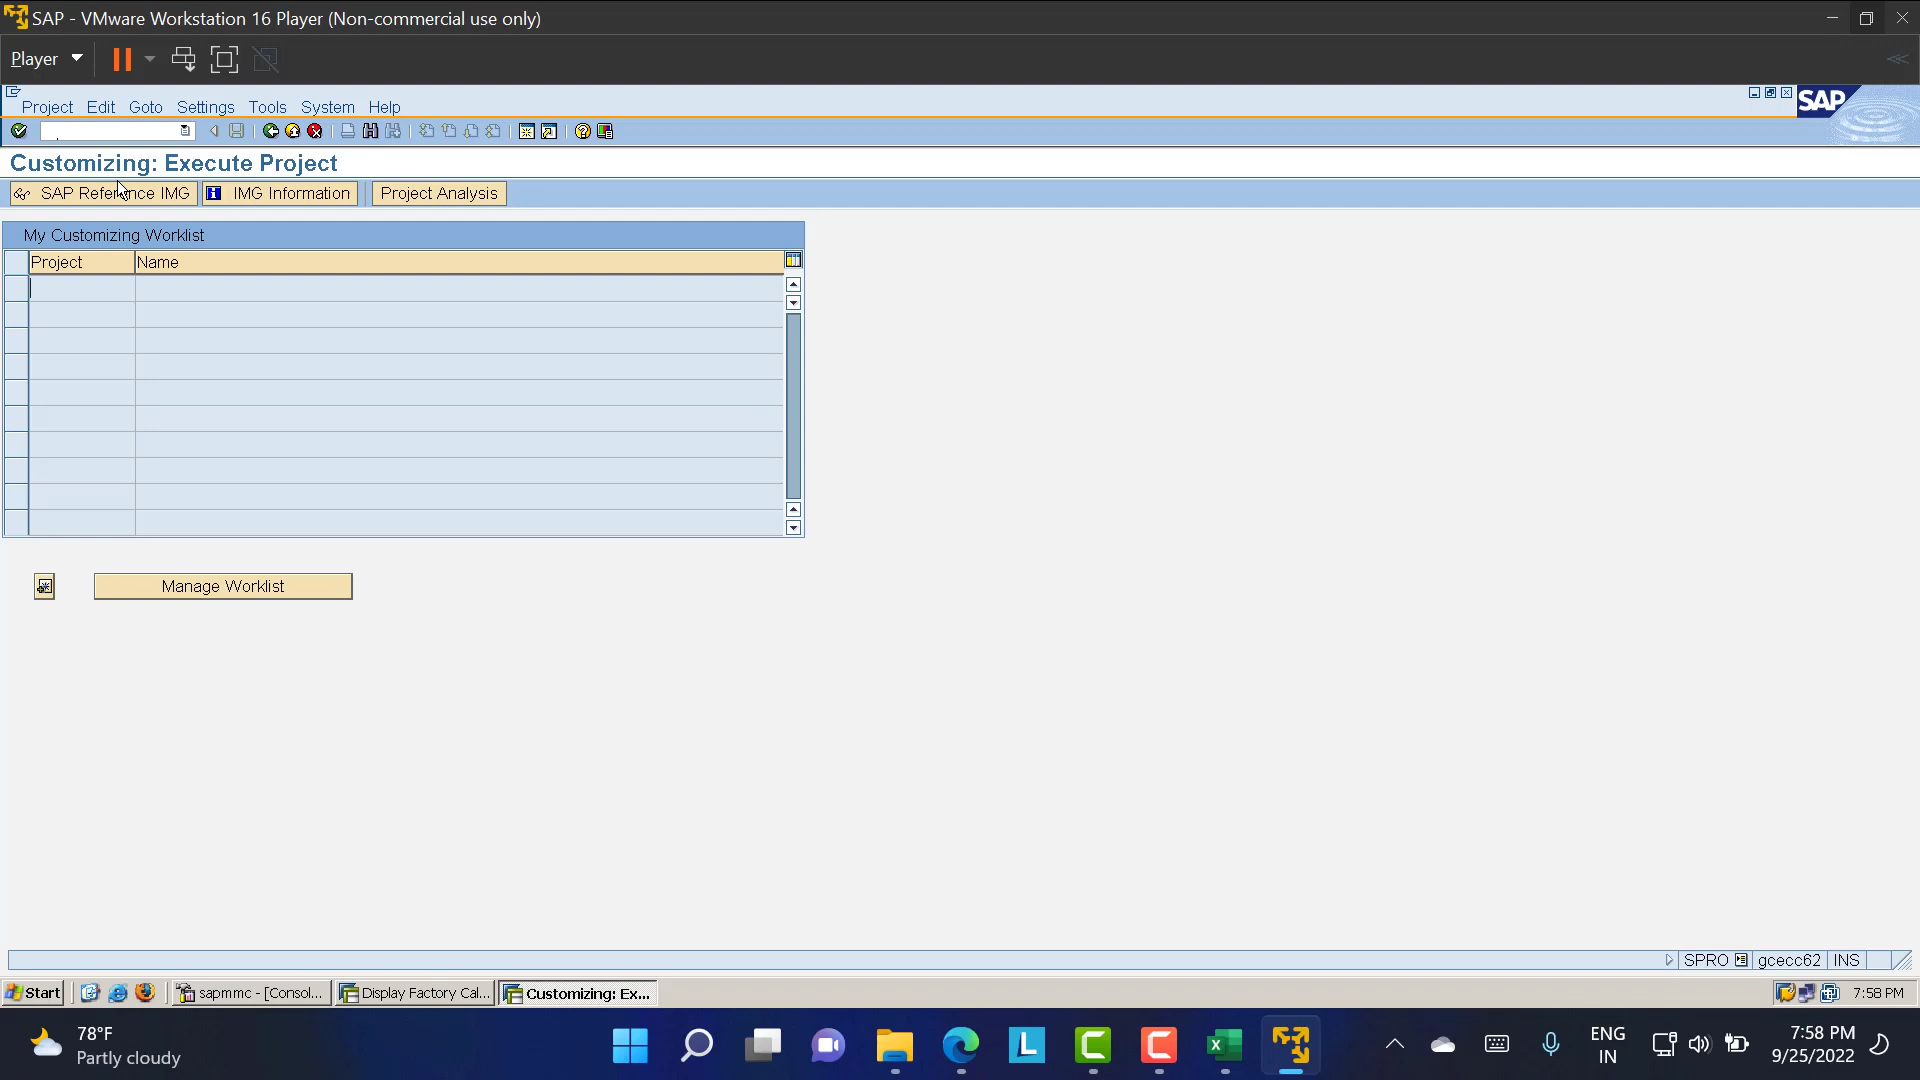 SAP - VMware Workstation 16 Player (Non-commercial use only)
Player
Project Edit Goto Settings Tools System Help
SAP
Customizing: Execute Project
SAP Reference IMG IMG Information Project Analysis
My Customizing Worklist
Project Name
Manage Worklist
SPRO gcecc62 INS
Start sapmmc - [Consol... Display Factory Cal... Customizing: Ex... 7:58 PM
78°F
Partly cloudy
ENG
IN
7:58 PM
9/25/2022